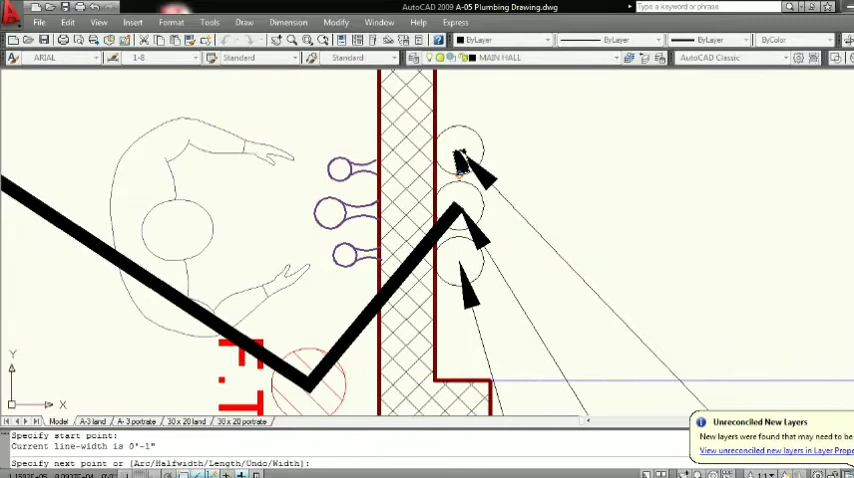 AutoCAD 2009 A-05 Plumbing Drawing.dwg
Type a keyword or phrase
File Edit View Insert Format Tools Draw Dimension Modify Window Help Express
ByLayer ByLayer ByLayer ByColor
ARIAL 1-8 Standard Standard
MAIN HALL AutoCAD Classic
Y
X
Model A-3 land A- 3 portrate 30 x 20 land 30 x 20 portrate
Unreconciled New Layers
New layers were found that may need to be
View unreconciled new layers in Layer Prope
Specify start point:
Current line-width is 0'-1"
Specify next point or [Arc/Halfwidth/Length/Undo/Width]: